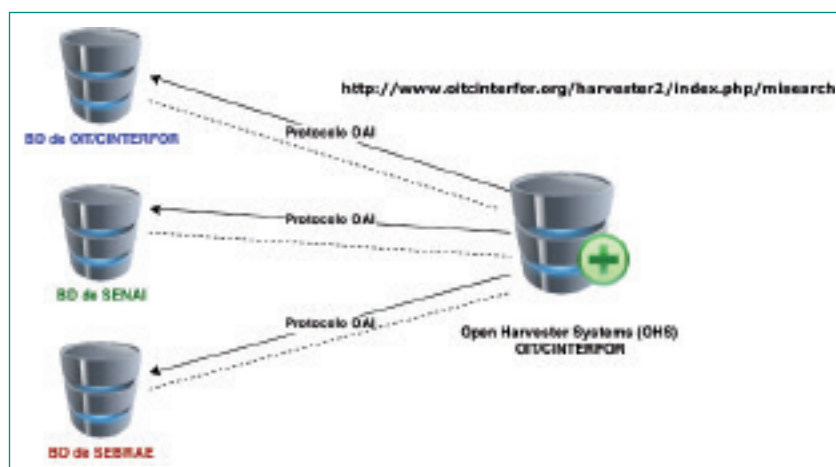 http://www.oitcinterfor.org/harvester2/index.php/misearch
Protocolo OAI
BD de OIT/CINTERFOR
Protocolo OAI
BD de SENAI
Protocolo OAI
Open Harvester Systems (OHS)
OIT/CINTERFOR
BD de SEBRAE